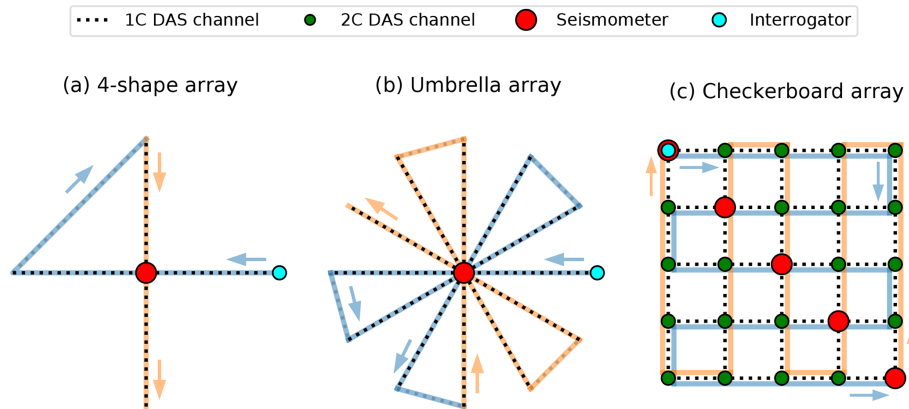 1C DAS channel 2C DAS channel Seismometer Interrogator
(a) 4-shape array (b) Umbrella array (c) Checkerboard array